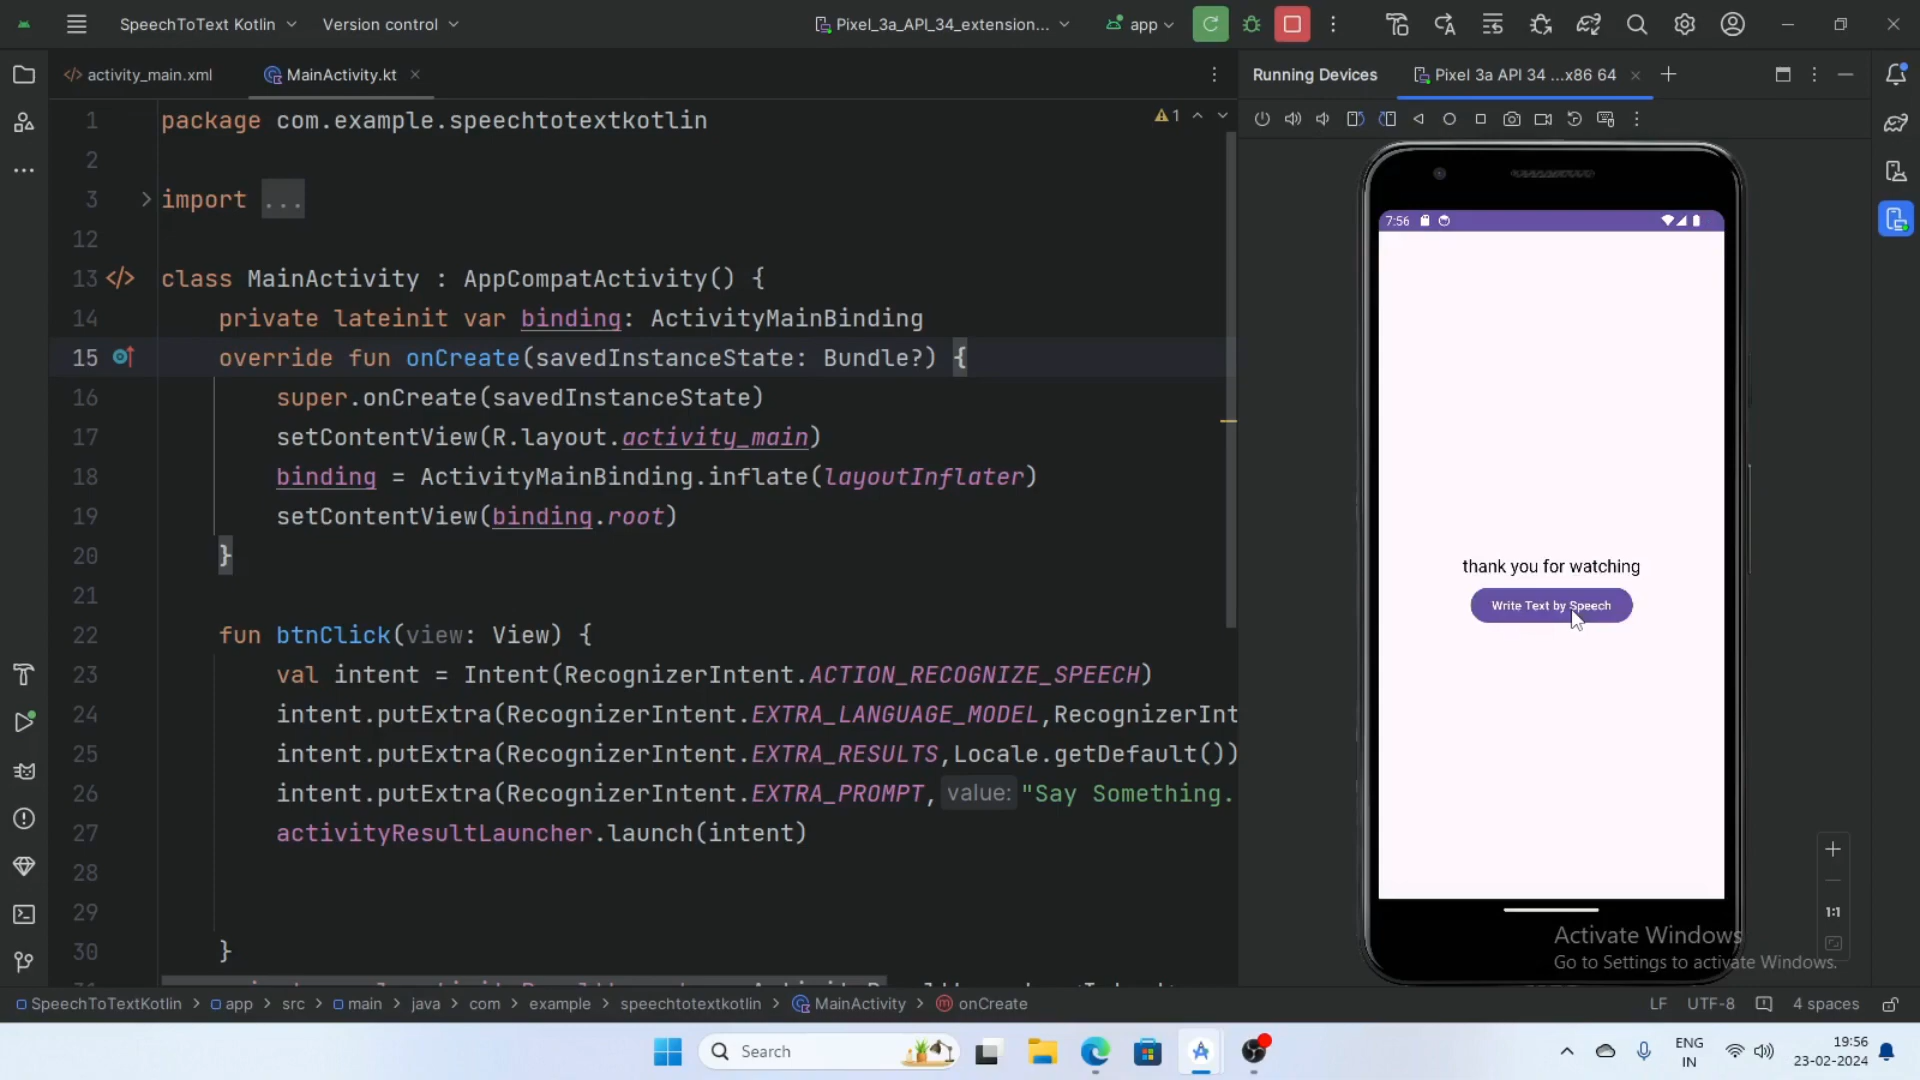 SpeechToText Kotlin
Version control
Pixel_3a_API_34_extension...
app
activity_main.xml
MainActivity.kt
Running Devices
Pixel 3a API 34 ...x86 64
1 package com.example.speechtotextkotlin
1
2
3 import ...
12
13 class MainActivity : AppCompatActivity() {
14 private lateinit var binding: ActivityMainBinding
15 override fun onCreate(savedInstanceState: Bundle?) {
16 super.onCreate(savedInstanceState)
17 setContentView(R.layout.activity_main)
18 binding = ActivityMainBinding.inflate(layoutInflater)
19 setContentView(binding.root)
20 }
21
22 fun btnClick(view: View) {
23 val intent = Intent(RecognizerIntent.ACTION_RECOGNIZE_SPEECH)
24 intent.putExtra(RecognizerIntent.EXTRA_LANGUAGE_MODEL,RecognizerInt
25 intent.putExtra(RecognizerIntent.EXTRA_RESULTS,Locale.getDefault())
26 intent.putExtra(RecognizerIntent.EXTRA_PROMPT, value: "Say Something.
27 activityResultLauncher.launch(intent)
28
29
30 }
7:56
thank you for watching
Write Text by Speech
1:1
Activate Windows
Go to Settings to activate Windows.
SpeechToTextKotlin > app > src > main > java > com > example > speechtotextkotlin > MainActivity > onCreate
LF UTF-8 4 spaces
Search
ENG
IN
19:56
23-02-2024